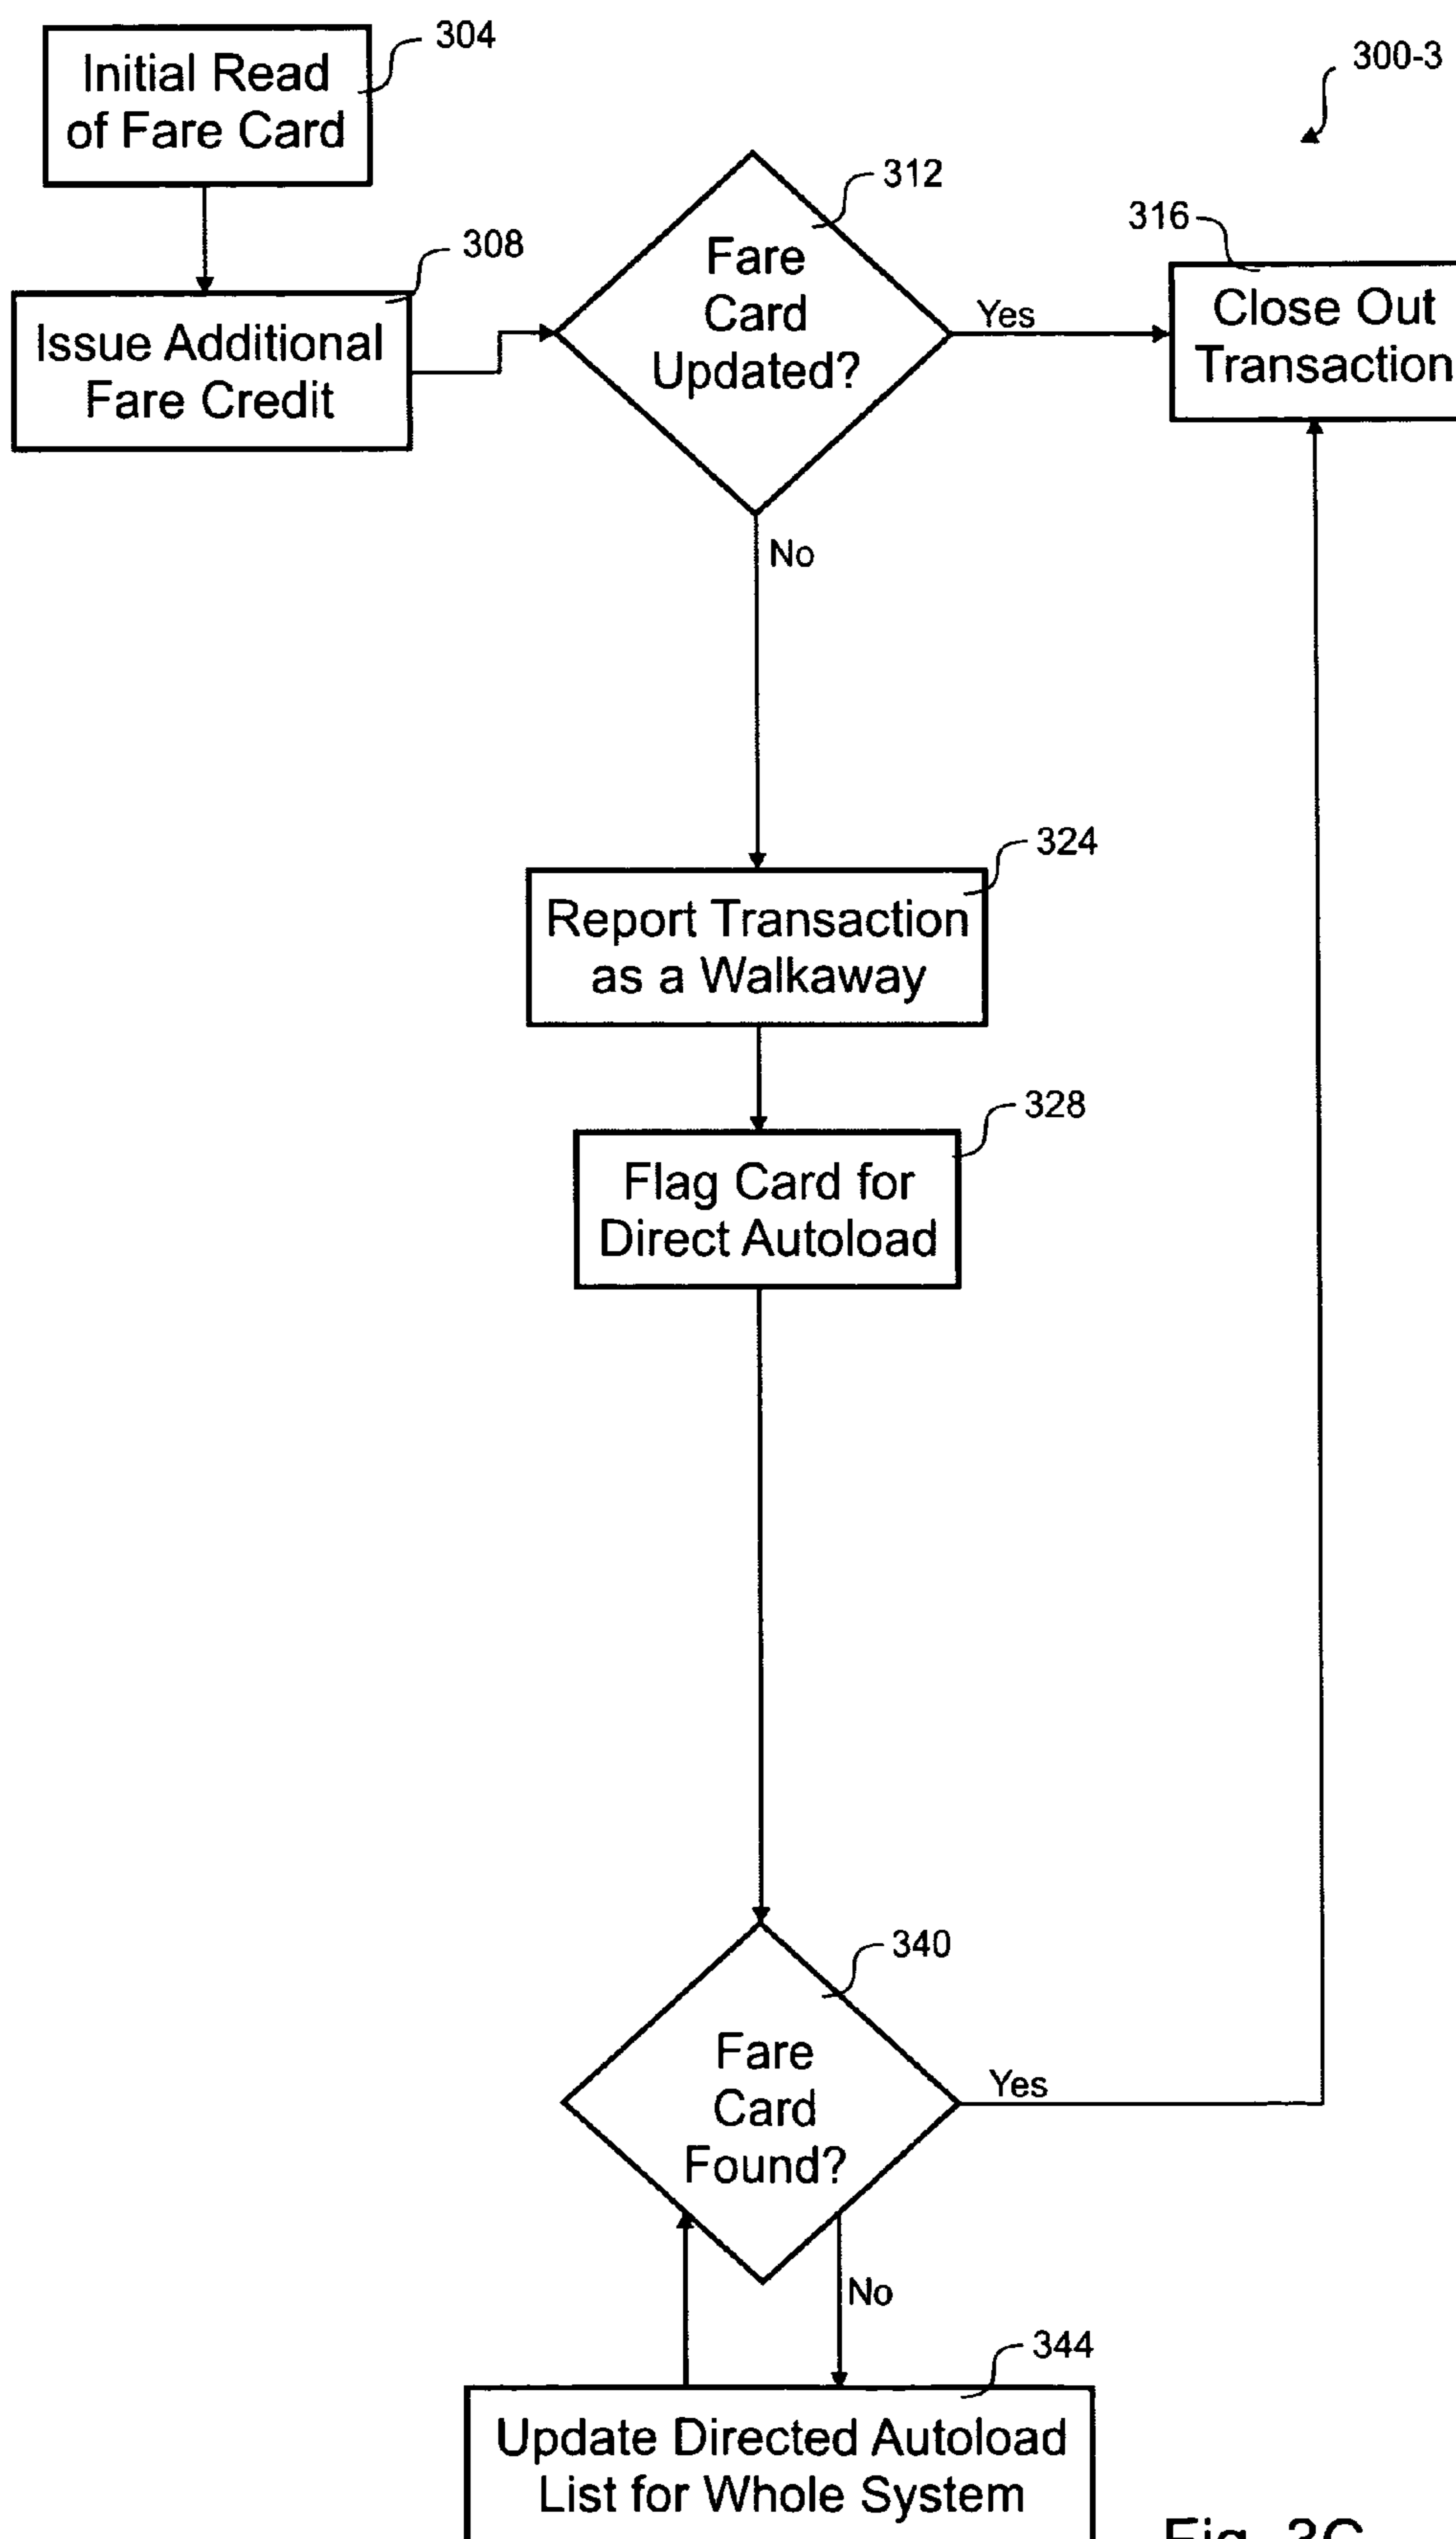 304
Initial Read
of Fare Card
300-3
308
Issue Additional
Fare Credit
312
Fare
Card
Updated?
Yes
316
Close Out
Transaction
No
324
Report Transaction
as a Walkaway
328
Flag Card for
Direct Autoload
340
Fare
Card
Found?
Yes
No
344
Update Directed Autoload
List for Whole System
Fig. 3C